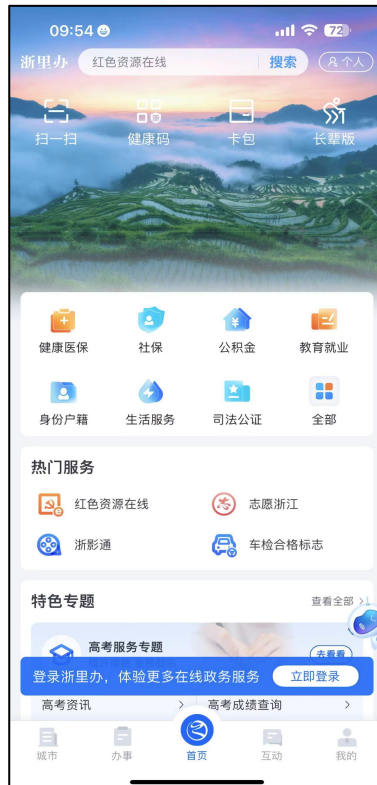 09:54 72
浙里办 红色资源在线 搜索 个人
扫一扫 健康码 卡包 长辈版
健康医保 社保 公积金 教育就业
身份户籍 生活服务 司法公证 全部
热门服务
红色资源在线 志愿浙江
浙影通 车检合格标志
特色专题 查看全部 >
高考服务专题
去看看
登录浙里办，体验更多在线政务服务 立即登录
高考资讯 > 高考成绩查询 >
城市 办事 首页 互动 我的